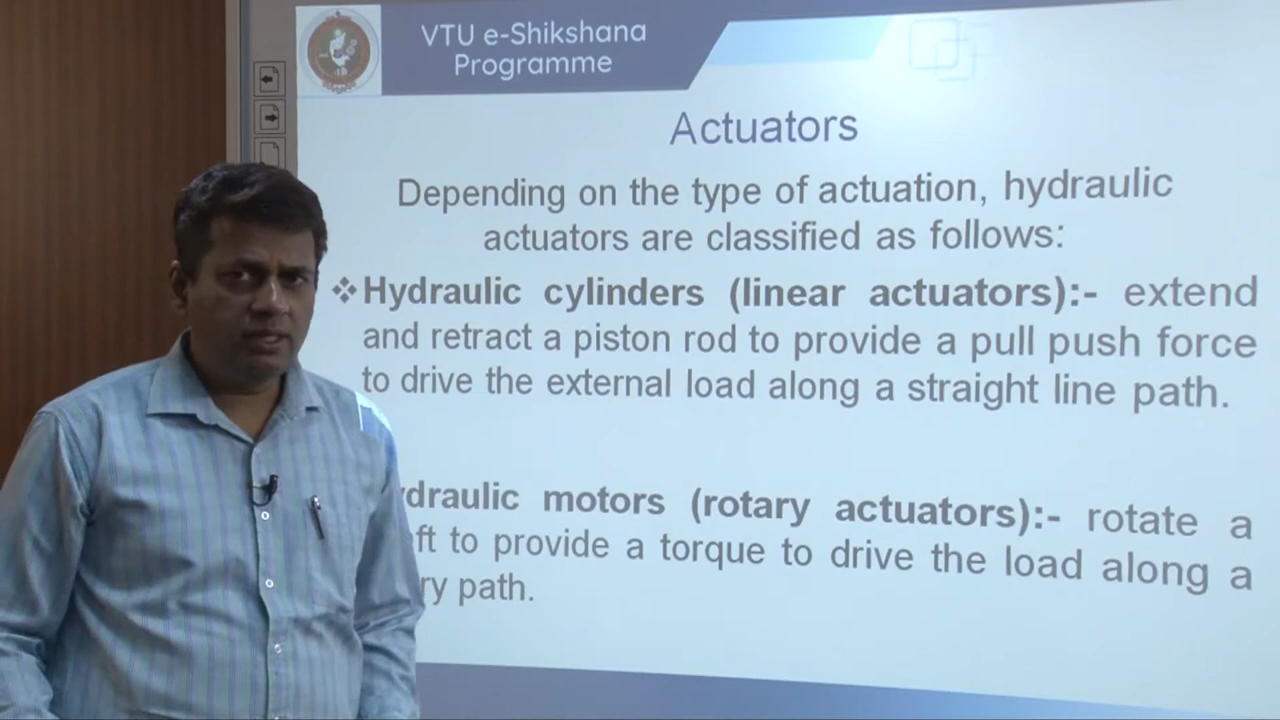 VTU e-Shikshana
Programme
Actuators
Depending on the type of actuation, hydraulic
actuators are classified as follows:
Hydraulic cylinders (linear actuators):- extend
and retract a piston rod to provide a pull push force
to drive the external load along a straight line path.
draulic motors (rotary actuators):- rotate a
ft to provide a torque to drive the load along a
ry path.